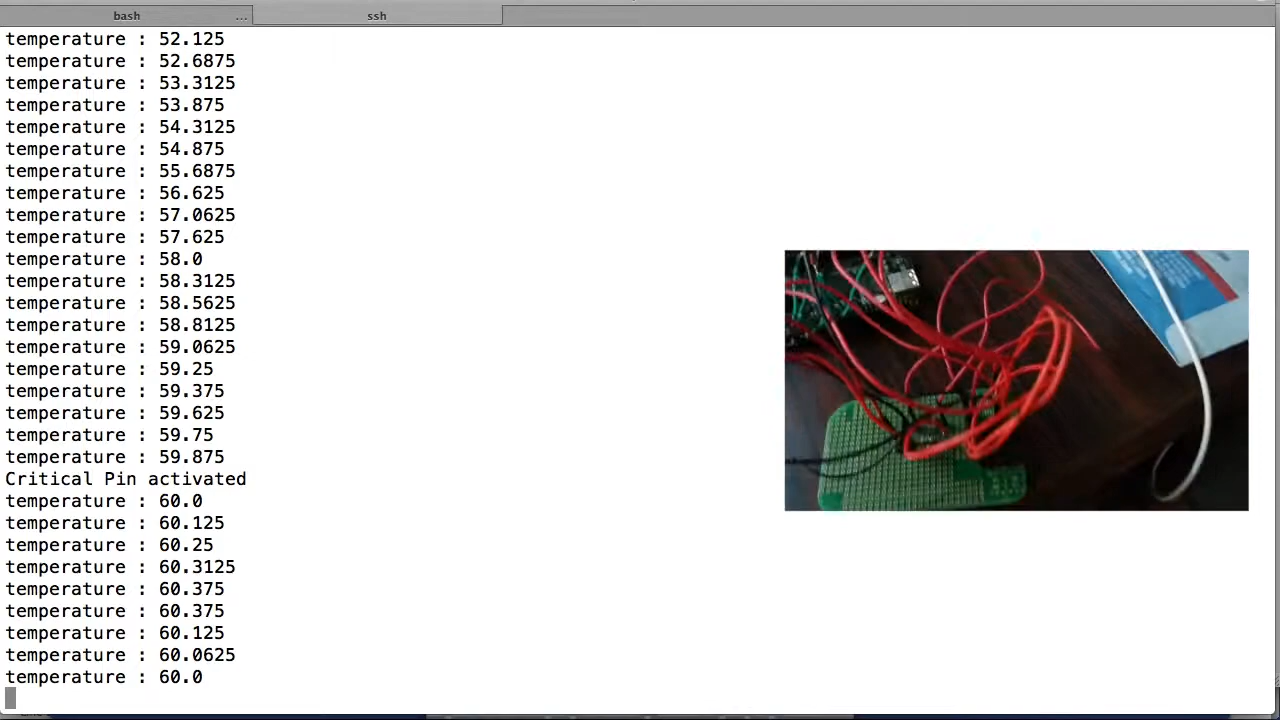 bash
...
ssh
temperature : 52.125
temperature : 52.6875
temperature : 53.3125
temperature : 53.875
temperature : 54.3125
temperature : 54.875
temperature : 55.6875
temperature : 56.625
temperature : 57.0625
temperature : 57.625
temperature : 58.0
temperature : 58.3125
temperature : 58.5625
temperature : 58.8125
temperature : 59.0625
temperature : 59.25
temperature : 59.375
temperature : 59.625
temperature : 59.75
temperature : 59.875
Critical Pin activated
temperature : 60.0
temperature : 60.125
temperature : 60.25
temperature : 60.3125
temperature : 60.375
temperature : 60.375
temperature : 60.125
temperature : 60.0625
temperature : 60.0